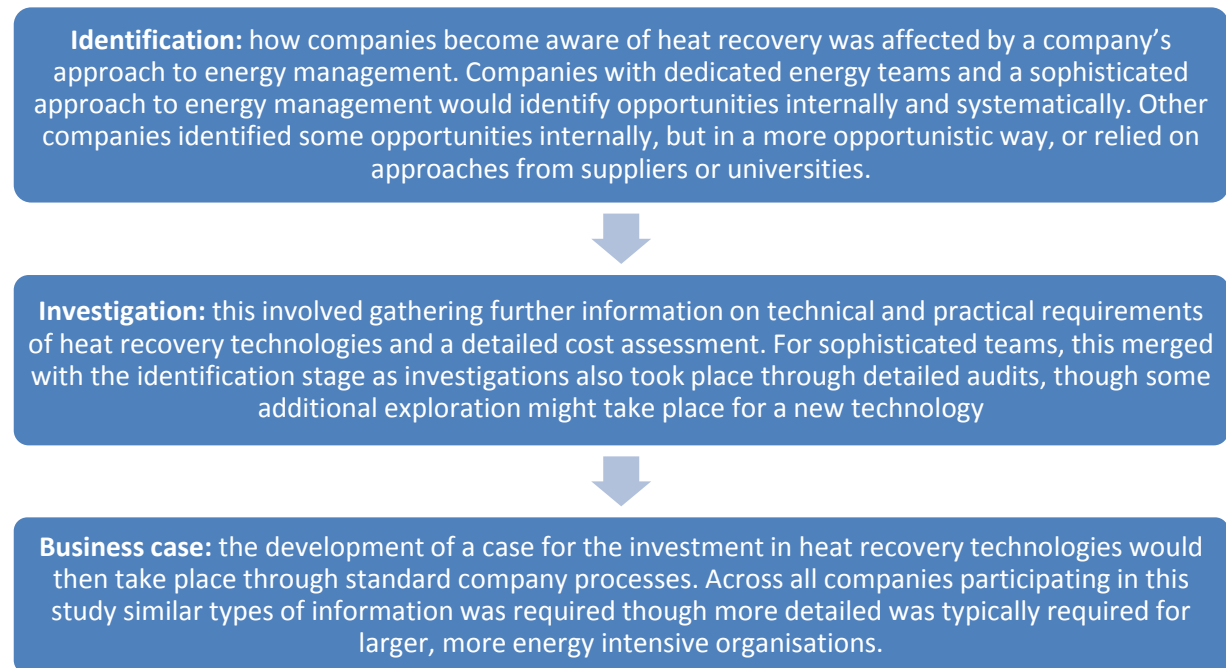 Identification: how companies become aware of heat recovery was affected by a company’s
approach to energy management. Companies with dedicated energy teams and a sophisticated
approach to energy management would identify opportunities internally and systematically. Other
companies identified some opportunities internally, but in a more opportunistic way, or relied on
approaches from suppliers or universities.
Investigation: this involved gathering further information on technical and practical requirements
of heat recovery technologies and a detailed cost assessment. For sophisticated teams, this merged
with the identification stage as investigations also took place through detailed audits, though some
additional exploration might take place for a new technology
Business case: the development of a case for the investment in heat recovery technologies would
then take place through standard company processes. Across all companies participating in this
study similar types of information was required though more detailed was typically required for
larger, more energy intensive organisations.